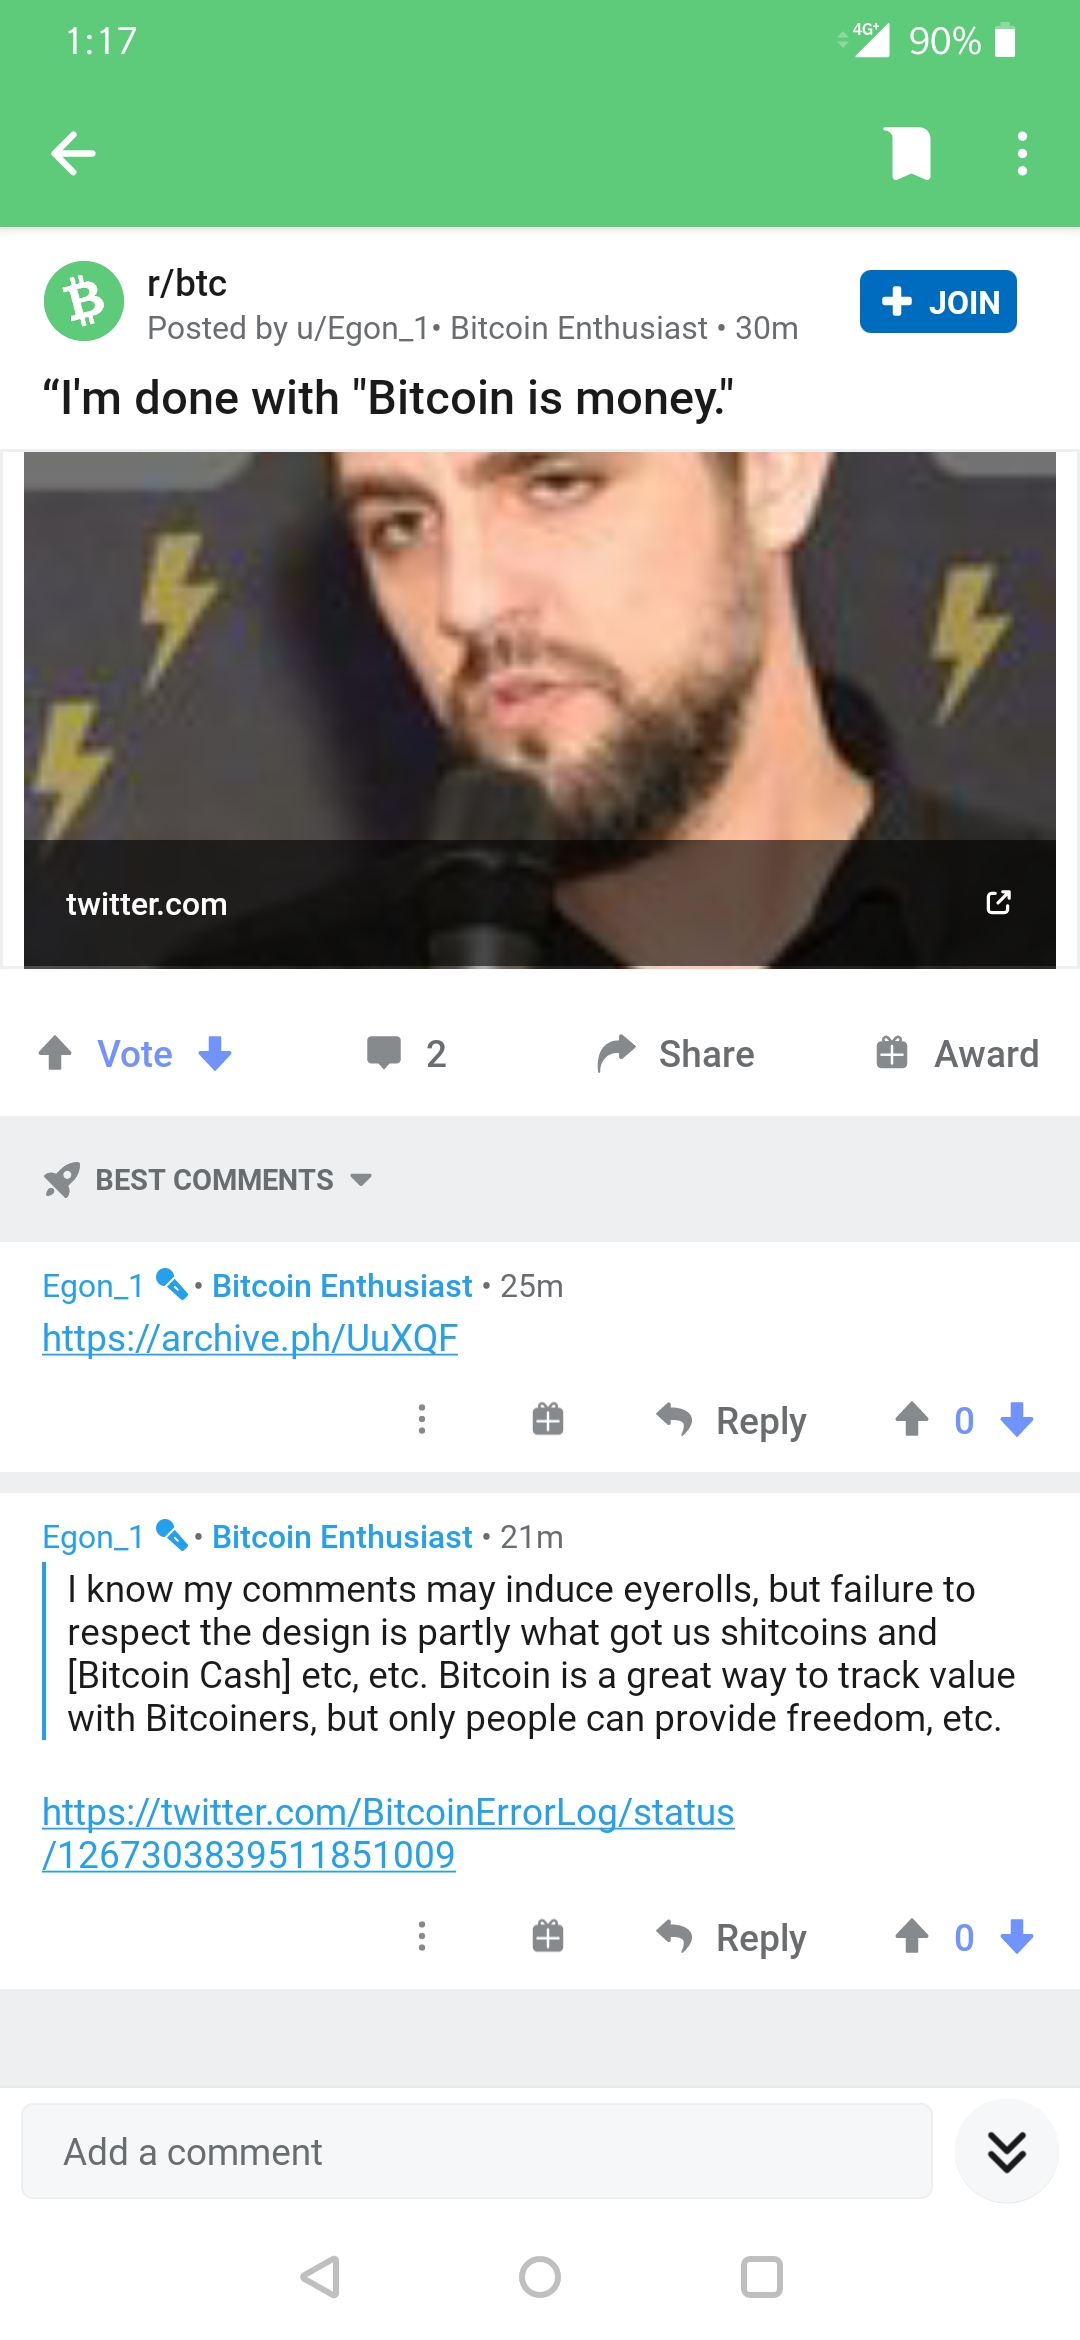 1:17
4G+ 90%
r/btc
Posted by u/Egon_1• Bitcoin Enthusiast • 30m
+ JOIN
“I'm done with "Bitcoin is money."
twitter.com
Vote 2 Share Award
BEST COMMENTS
Egon_1 • Bitcoin Enthusiast • 25m
https://archive.ph/UuXQF
Reply 0
Egon_1 • Bitcoin Enthusiast • 21m
I know my comments may induce eyerolls, but failure to
respect the design is partly what got us shitcoins and
[Bitcoin Cash] etc, etc. Bitcoin is a great way to track value
with Bitcoiners, but only people can provide freedom, etc.
https://twitter.com/BitcoinErrorLog/status
/1267303839511851009
Reply 0
Add a comment